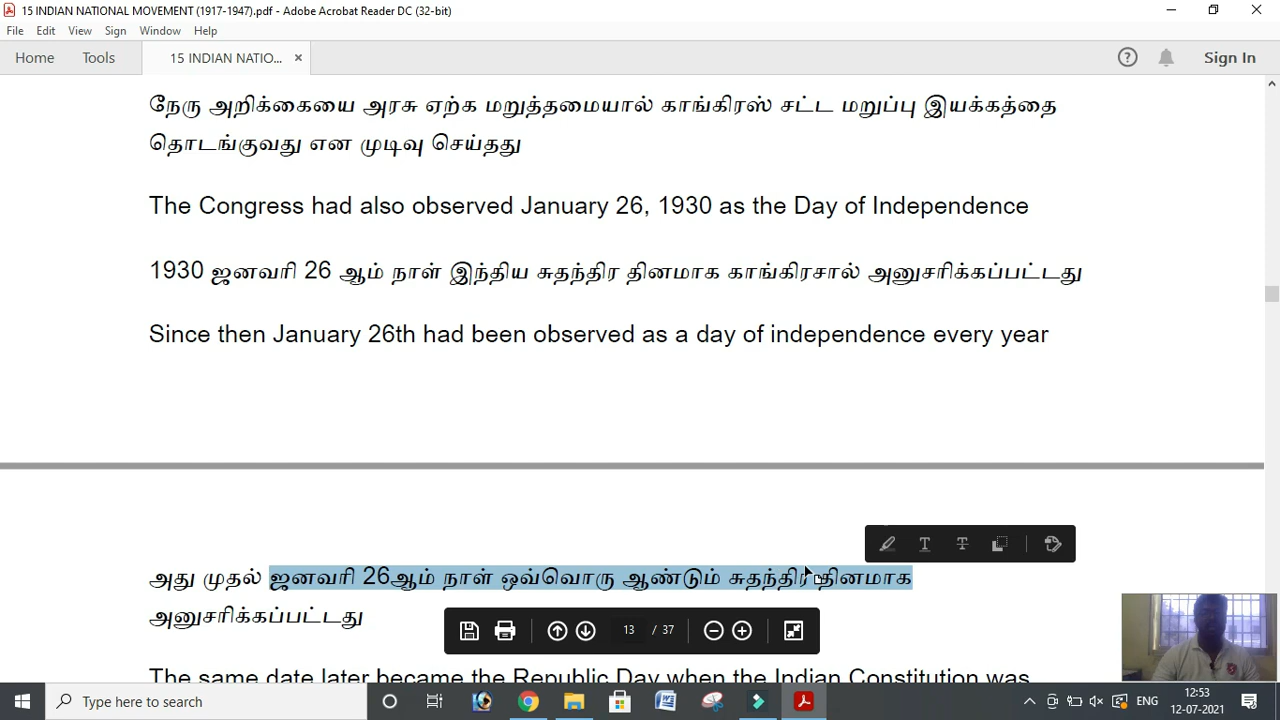 15 INDIAN NATIONAL MOVEMENT (1917-1947).pdf - Adobe Acrobat Reader DC (32-bit)
File Edit View Sign Window Help
Home Tools 15 INDIAN NATIO... × Sign In
நேரு அறிக்கையை அரசு ஏற்க மறுத்தமையால் காங்கிரஸ் சட்ட மறுப்பு இயக்கத்தை
தொடங்குவது என முடிவு செய்தது
The Congress had also observed January 26, 1930 as the Day of Independence
1930 ஜனவரி 26 ஆம் நாள் இந்திய சுதந்திர தினமாக காங்கிரசால் அனுசரிக்கப்பட்டது
Since then January 26th had been observed as a day of independence every year
அது முதல் ஜனவரி 26ஆம் நாள் ஒவ்வொரு ஆண்டும் சுதந்திர தினமாக
அனுசரிக்கப்பட்டது
13 / 37
The same date later became the Republic Day when the Indian Constitution was
Type here to search
ENG
12:53
12-07-2021